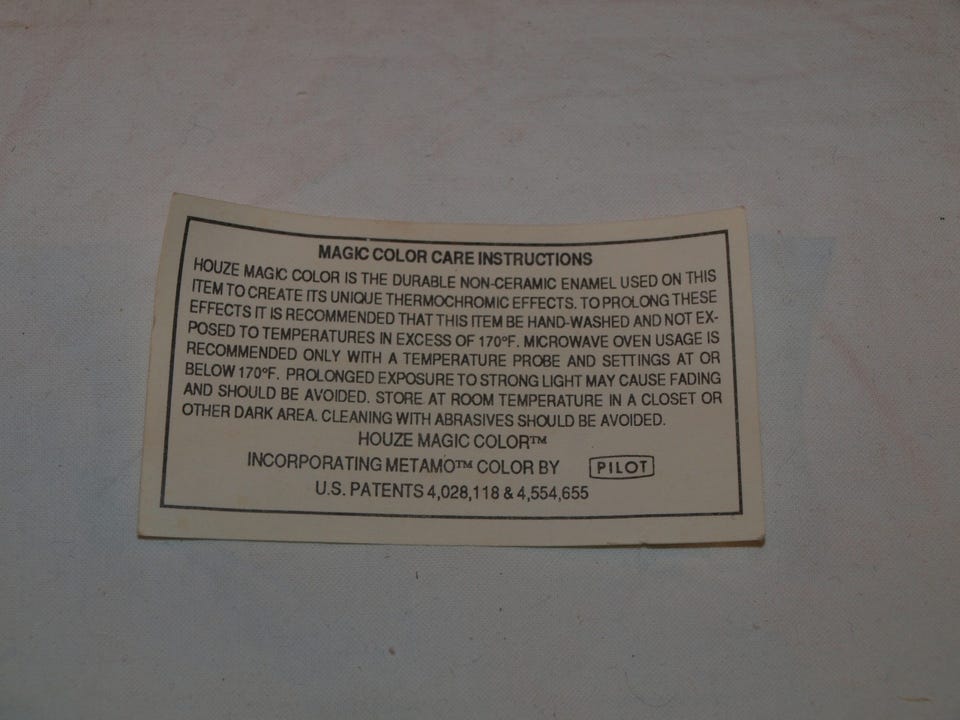 MAGIC COLOR CARE INSTRUCTIONS
HOUZE MAGIC COLOR IS THE DURABLE NON-CERAMIC ENAMEL USED ON THIS
ITEM TO CREATE ITS UNIQUE THERMOCHROMIC EFFECTS. TO PROLONG THESE
EFFECTS IT IS RECOMMENDED THAT THIS ITEM BE HAND-WASHED AND NOT EX-
POSED TO TEMPERATURES IN EXCESS OF 170°F. MICROWAVE OVEN USAGE IS
RECOMMENDED ONLY WITH A TEMPERATURE PROBE AND SETTINGS AT OR
BELOW 170°F. PROLONGED EXPOSURE TO STRONG LIGHT MAY CAUSE FADING
AND SHOULD BE AVOIDED. STORE AT ROOM TEMPERATURE IN A CLOSET OR
OTHER DARK AREA. CLEANING WITH ABRASIVES SHOULD BE AVOIDED.
HOUZE MAGIC COLOR™
INCORPORATING METAMO™ COLOR BY PILOT
U.S. PATENTS 4,028,118 & 4,554,655